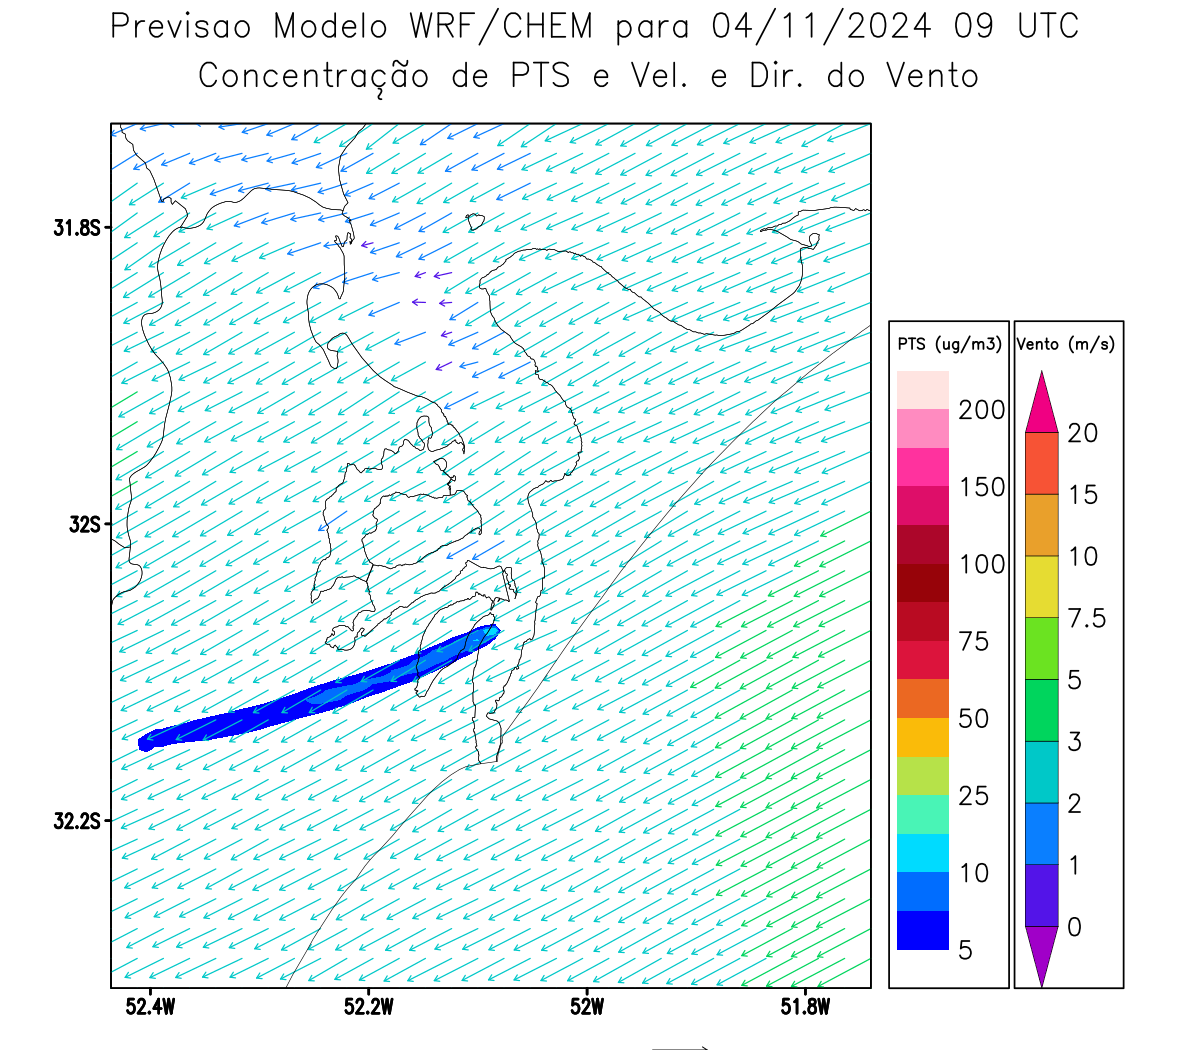 Previsao Modelo WRF/CHEM para 04/11/2024 09 UTC
Concentração de PTS e Vel. e Dir. do Vento
31.8S
32S
32.2S
52.4W
52.2W
52W
51.8W
PTS (ug/m3)
200
150
100
75
50
25
10
5
Vento (m/s)
20
15
10
7.5
5
3
2
1
0